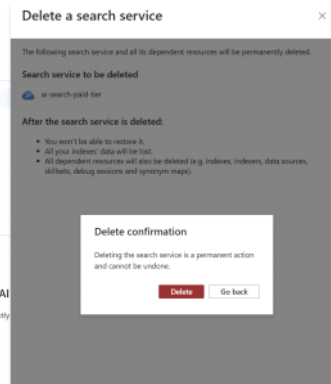 Delete a search service
The following search service and all its dependent resources will be permanently deleted.
Search service to be deleted
ai-search-paid-tier
After the search service is deleted:
• You won't be able to restore it.
• All your indexes' data will be lost.
• All dependent resources will also be deleted (e.g. indexes, indexers, data sources,
skillsets, debug sessions and synonym maps).
Delete confirmation
Deleting the search service is a permanent action
and cannot be undone.
Delete Go back
AI